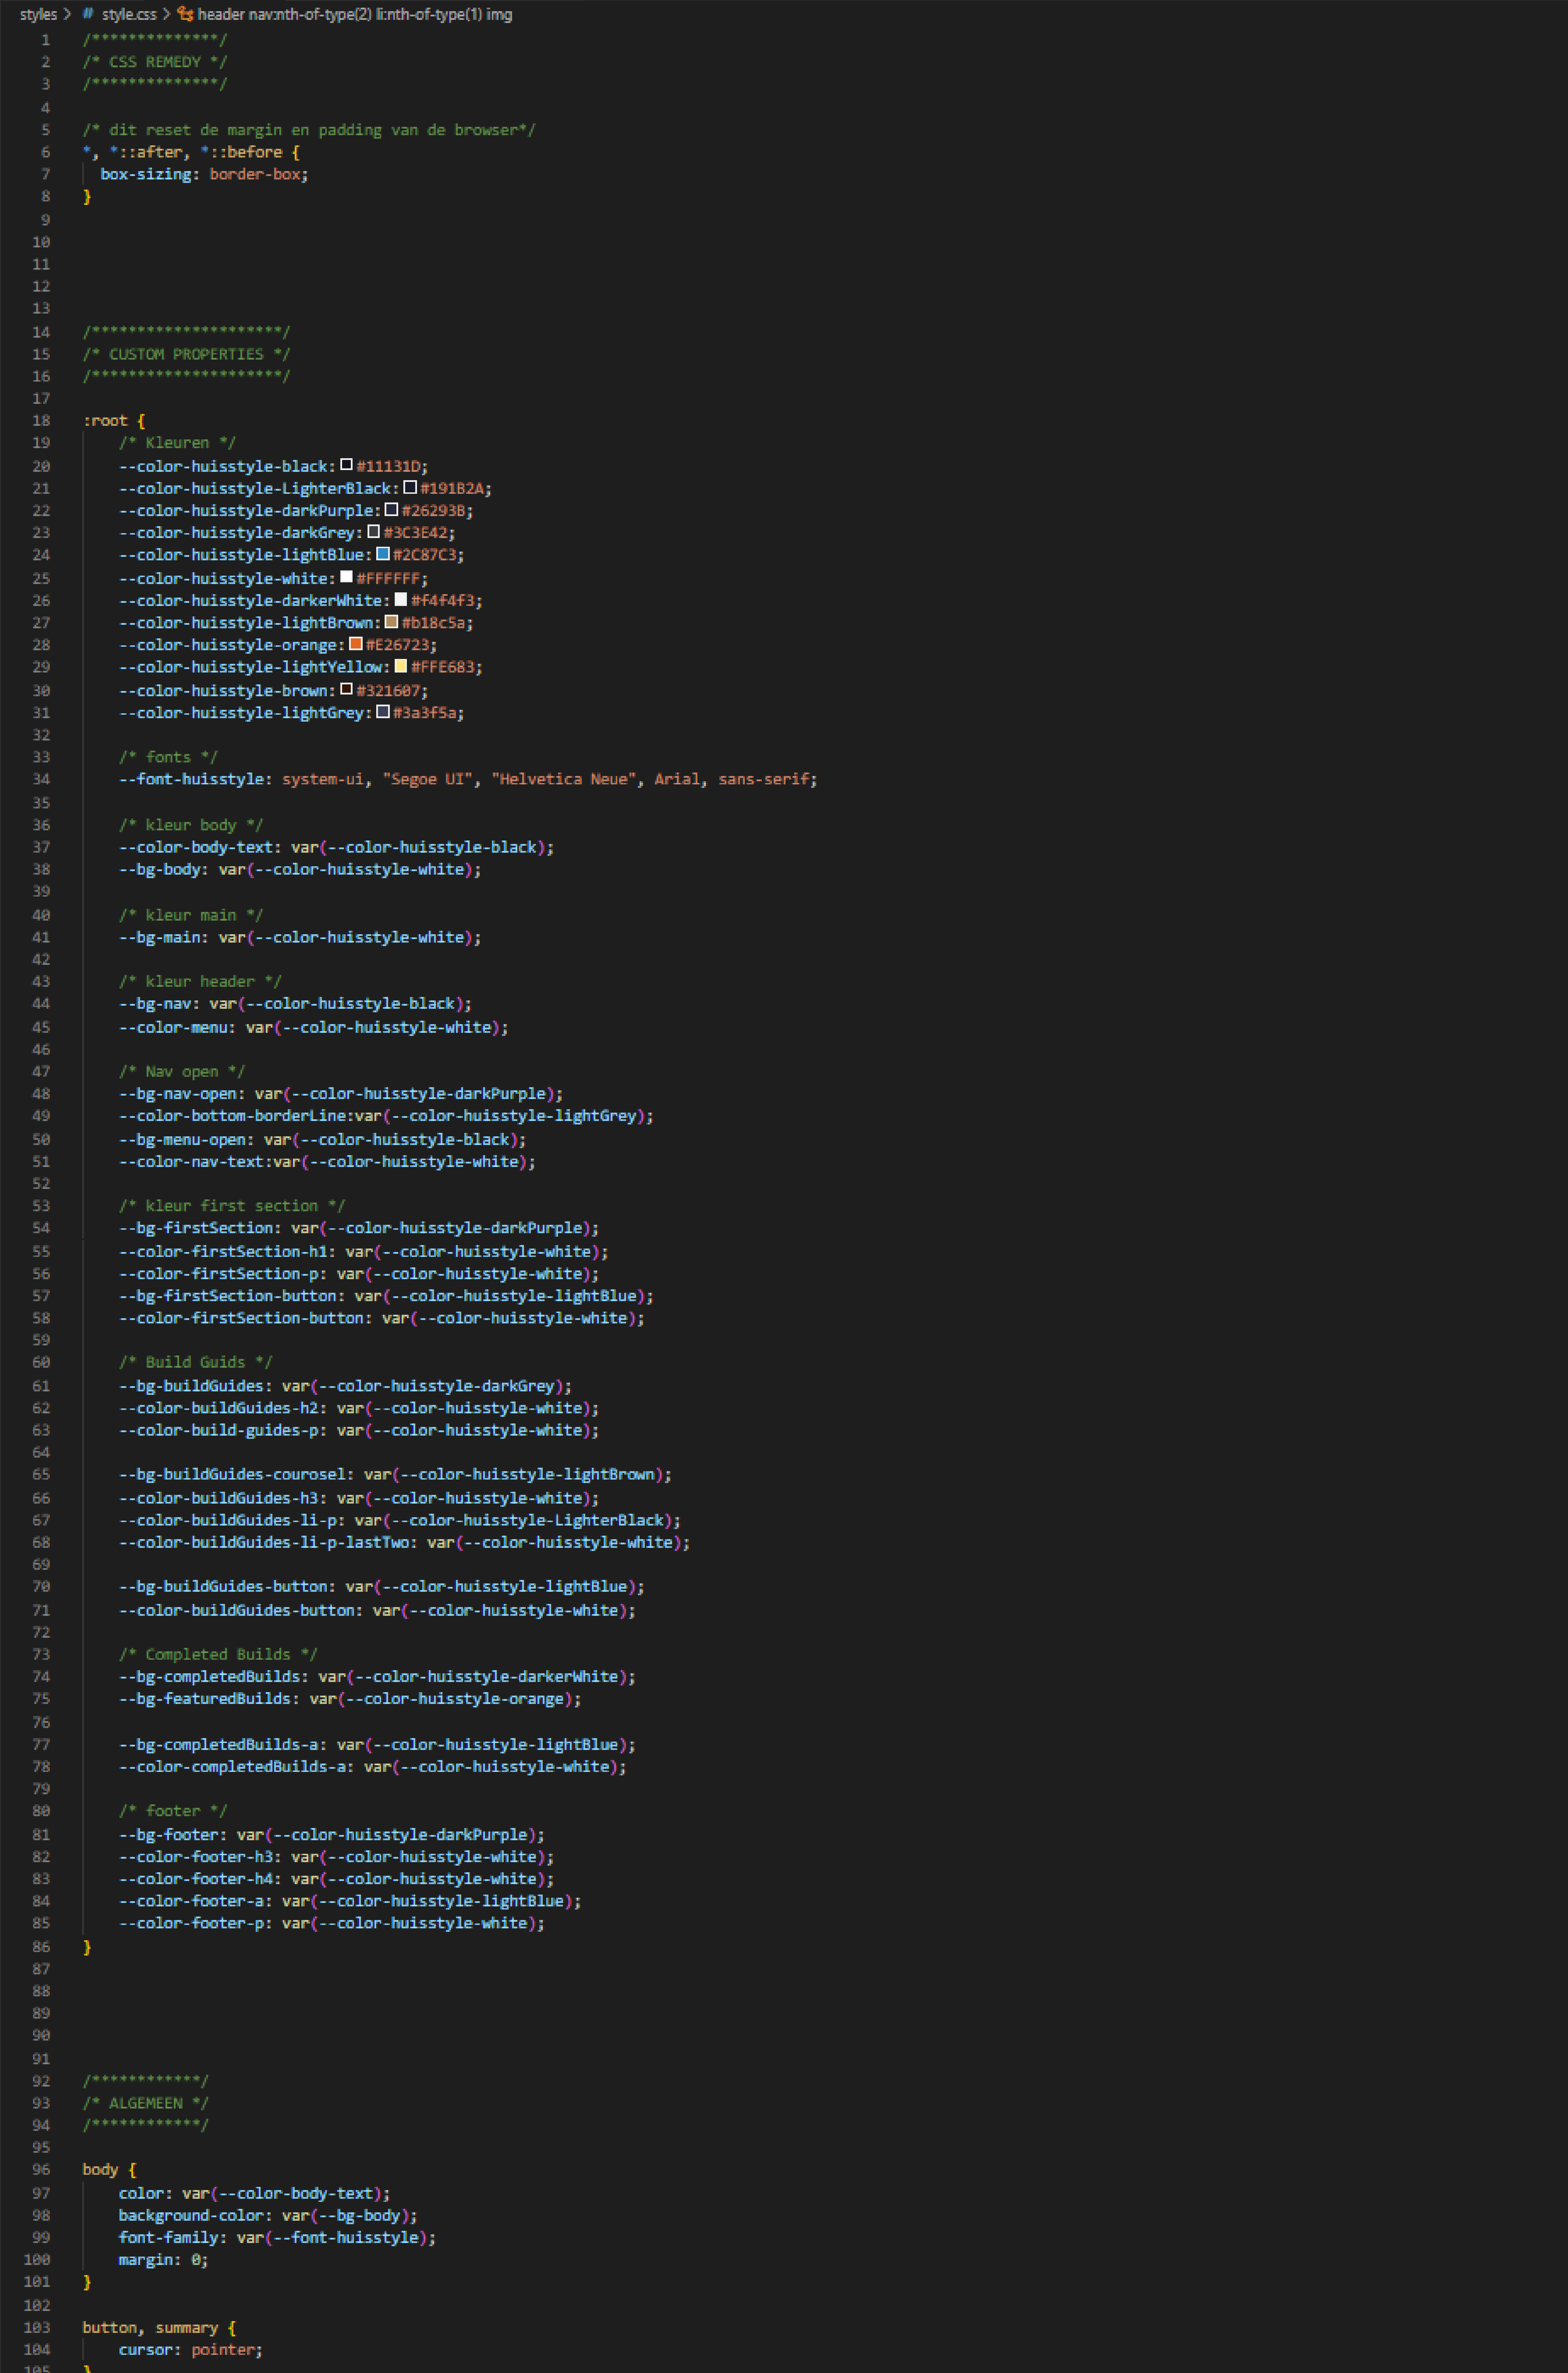 styles > # style.css > header nav:nth-of-type(2) li:nth-of-type(1) img
1 /**************/
2 /* CSS REMEDY */
3 /**************/
4
5 /* dit reset de margin en padding van de browser*/
6 *, *::after, *::before {
7 box-sizing: border-box;
8 }
9
10
11
12
13
14 /*********************/
15 /* CUSTOM PROPERTIES */
16 /*********************/
17
18 :root {
19 /* Kleuren */
20 --color-huisstyle-black: #11131D;
21 --color-huisstyle-LighterBlack: #191B2A;
22 --color-huisstyle-darkPurple: #26293B;
23 --color-huisstyle-darkGrey: #3C3E42;
24 --color-huisstyle-lightBlue: #2C87C3;
25 --color-huisstyle-white: #FFFFFF;
26 --color-huisstyle-darkerWhite: #f4f4f3;
27 --color-huisstyle-lightBrown: #b18c5a;
28 --color-huisstyle-orange: #E26723;
29 --color-huisstyle-lightYellow: #FFE683;
30 --color-huisstyle-brown: #321607;
31 --color-huisstyle-lightGrey: #3a3f5a;
32
33 /* fonts */
34 --font-huisstyle: system-ui, "Segoe UI", "Helvetica Neue", Arial, sans-serif;
35
36 /* kleur body */
37 --color-body-text: var(--color-huisstyle-black);
38 --bg-body: var(--color-huisstyle-white);
39
40 /* kleur main */
41 --bg-main: var(--color-huisstyle-white);
42
43 /* kleur header */
44 --bg-nav: var(--color-huisstyle-black);
45 --color-menu: var(--color-huisstyle-white);
46
47 /* Nav open */
48 --bg-nav-open: var(--color-huisstyle-darkPurple);
49 --color-bottom-borderLine:var(--color-huisstyle-lightGrey);
50 --bg-menu-open: var(--color-huisstyle-black);
51 --color-nav-text:var(--color-huisstyle-white);
52
53 /* kleur first section */
54 --bg-firstSection: var(--color-huisstyle-darkPurple);
55 --color-firstSection-h1: var(--color-huisstyle-white);
56 --color-firstSection-p: var(--color-huisstyle-white);
57 --bg-firstSection-button: var(--color-huisstyle-lightBlue);
58 --color-firstSection-button: var(--color-huisstyle-white);
59
60 /* Build Guids */
61 --bg-buildGuides: var(--color-huisstyle-darkGrey);
62 --color-buildGuides-h2: var(--color-huisstyle-white);
63 --color-build-guides-p: var(--color-huisstyle-white);
64
65 --bg-buildGuides-courosel: var(--color-huisstyle-lightBrown);
66 --color-buildGuides-h3: var(--color-huisstyle-white);
67 --color-buildGuides-li-p: var(--color-huisstyle-LighterBlack);
68 --color-buildGuides-li-p-lastTwo: var(--color-huisstyle-white);
69
70 --bg-buildGuides-button: var(--color-huisstyle-lightBlue);
71 --color-buildGuides-button: var(--color-huisstyle-white);
72
73 /* Completed Builds */
74 --bg-completedBuilds: var(--color-huisstyle-darkerWhite);
75 --bg-featuredBuilds: var(--color-huisstyle-orange);
76
77 --bg-completedBuilds-a: var(--color-huisstyle-lightBlue);
78 --color-completedBuilds-a: var(--color-huisstyle-white);
79
80 /* footer */
81 --bg-footer: var(--color-huisstyle-darkPurple);
82 --color-footer-h3: var(--color-huisstyle-white);
83 --color-footer-h4: var(--color-huisstyle-white);
84 --color-footer-a: var(--color-huisstyle-lightBlue);
85 --color-footer-p: var(--color-huisstyle-white);
86 }
87
88
89
90
91
92 /************/
93 /* ALGEMEEN */
94 /************/
95
96 body {
97 color: var(--color-body-text);
98 background-color: var(--bg-body);
99 font-family: var(--font-huisstyle);
100 margin: 0;
101 }
102
103 button, summary {
104 cursor: pointer;
105 }